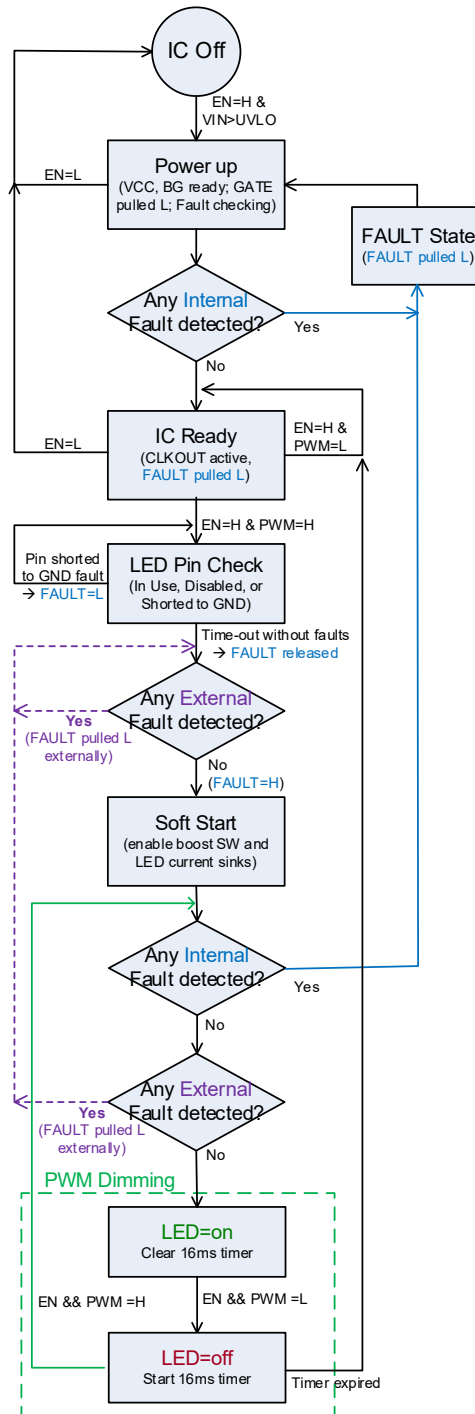 IC Off
EN=H &
VIN>UVLO
Power up
(VCC, BG ready; GATE
pulled L; Fault checking)
EN=L
FAULT State
(FAULT pulled L)
Any Internal
Fault detected?
Yes
No
EN=H &
PWM=L
IC Ready
(CLKOUT active,
FAULT pulled L)
EN=L
EN=H & PWM=H
Pin shorted
to GND fault
→ FAULT=L
LED Pin Check
(In Use, Disabled, or
Shorted to GND)
Time-out without faults
→ FAULT released
Any External
Fault detected?
Yes
(FAULT pulled L
externally)
No
(FAULT=H)
Soft Start
(enable boost SW and
LED current sinks)
Any Internal
Fault detected?
Yes
No
Any External
Fault detected?
Yes
(FAULT pulled L
externally)
No
PWM Dimming
LED=on
Clear 16ms timer
EN && PWM =H
EN && PWM =L
LED=off
Start 16ms timer
Timer expired